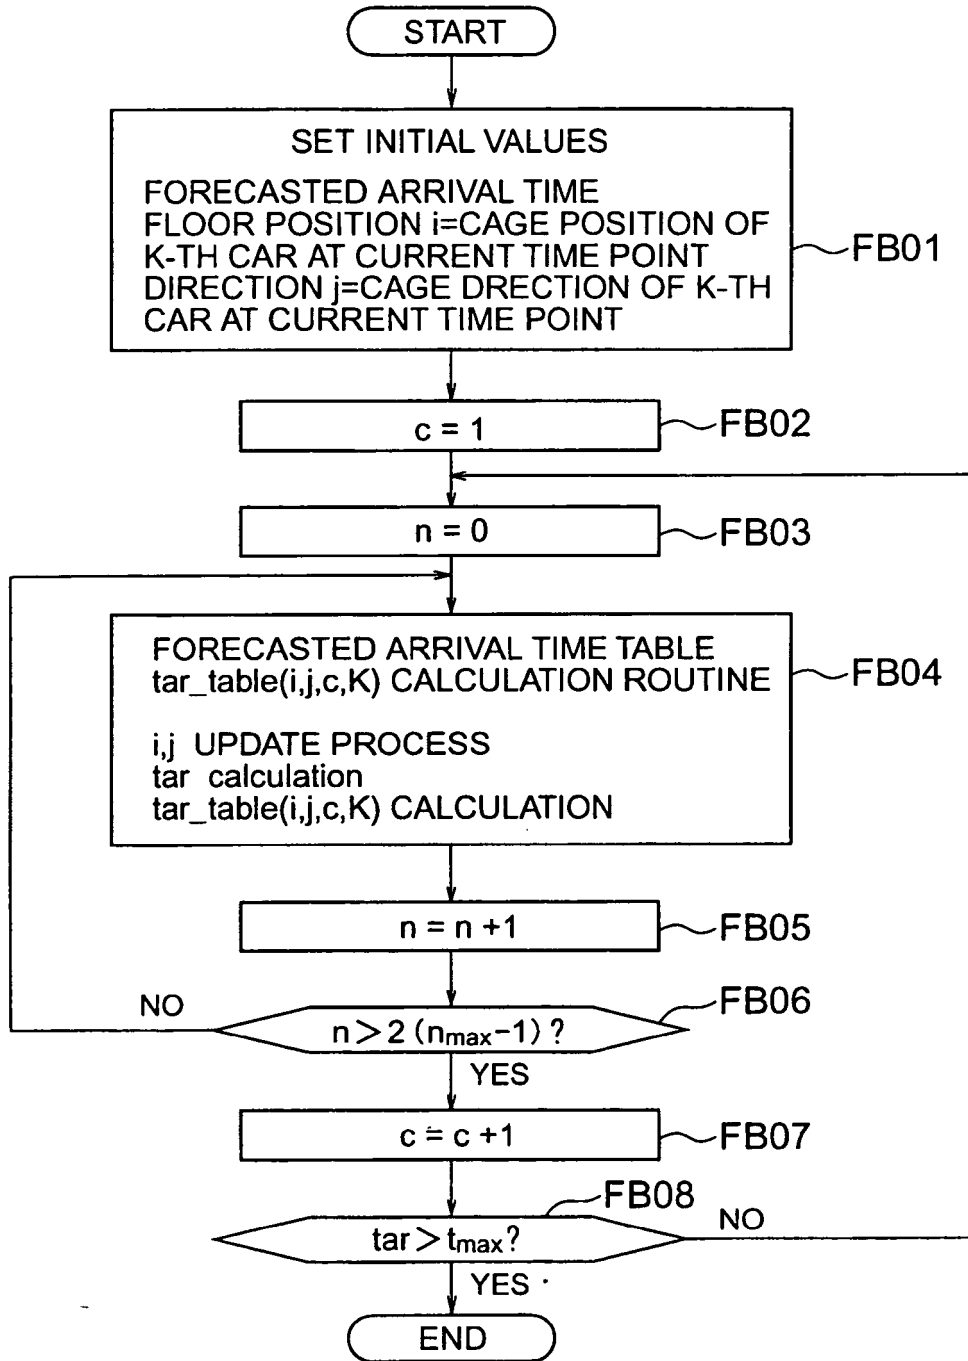 START
SET INITIAL VALUES
FORECASTED ARRIVAL TIME
FLOOR POSITION i=CAGE POSITION OF
K-TH CAR AT CURRENT TIME POINT
DIRECTION j=CAGE DRECTION OF K-TH
CAR AT CURRENT TIME POINT
FB01
c = 1
FB02
n = 0
FB03
FORECASTED ARRIVAL TIME TABLE
tar_table(i,j,c,K) CALCULATION ROUTINE
i,j UPDATE PROCESS
tar calculation
tar_table(i,j,c,K) CALCULATION
FB04
n = n +1
FB05
NO
FB06
n > 2 (nmax-1) ?
YES
c = c +1
FB07
FB08
tar > tmax?
NO
YES
END